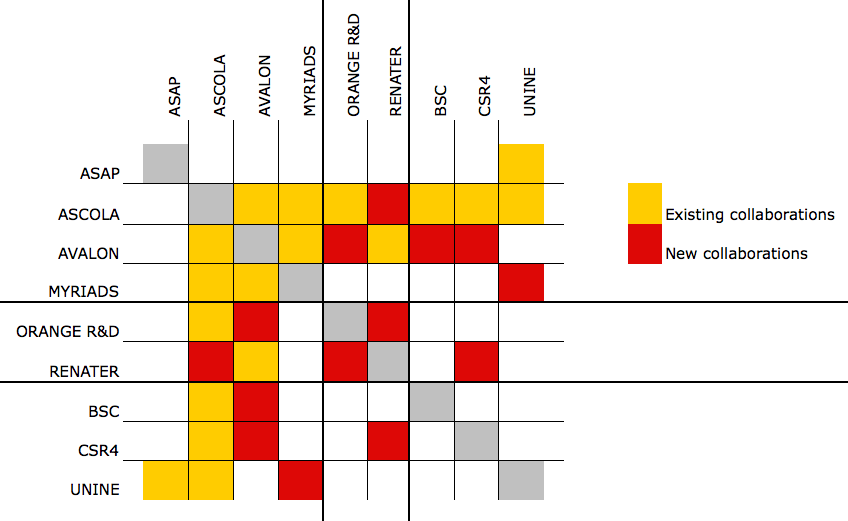 ASAP
ASCOLA
AVALON
MYRIADS
ORANGE R&D
RENATER
BSC
CSR4
UNINE
ASAP
ASCOLA
AVALON
MYRIADS
ORANGE R&D
RENATER
BSC
CSR4
UNINE
Existing collaborations
New collaborations